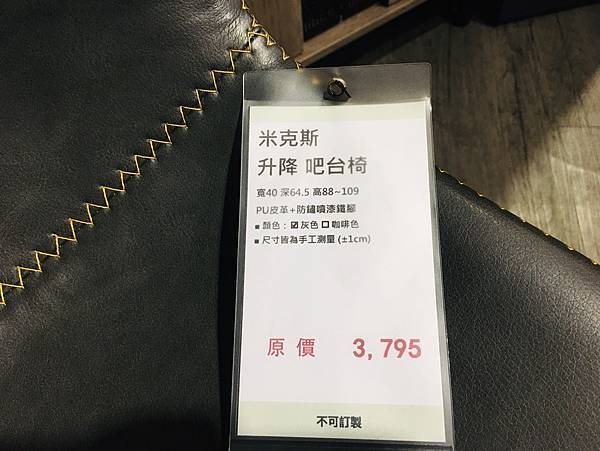 米克斯
升降 吧台椅
寬40 深64.5 高88~109
PU皮革+防鏽噴漆鐵腳
■ 顏色：☑灰色 ☐咖啡色
■ 尺寸皆為手工測量 (±1cm)
原 價 3,795
不可訂製